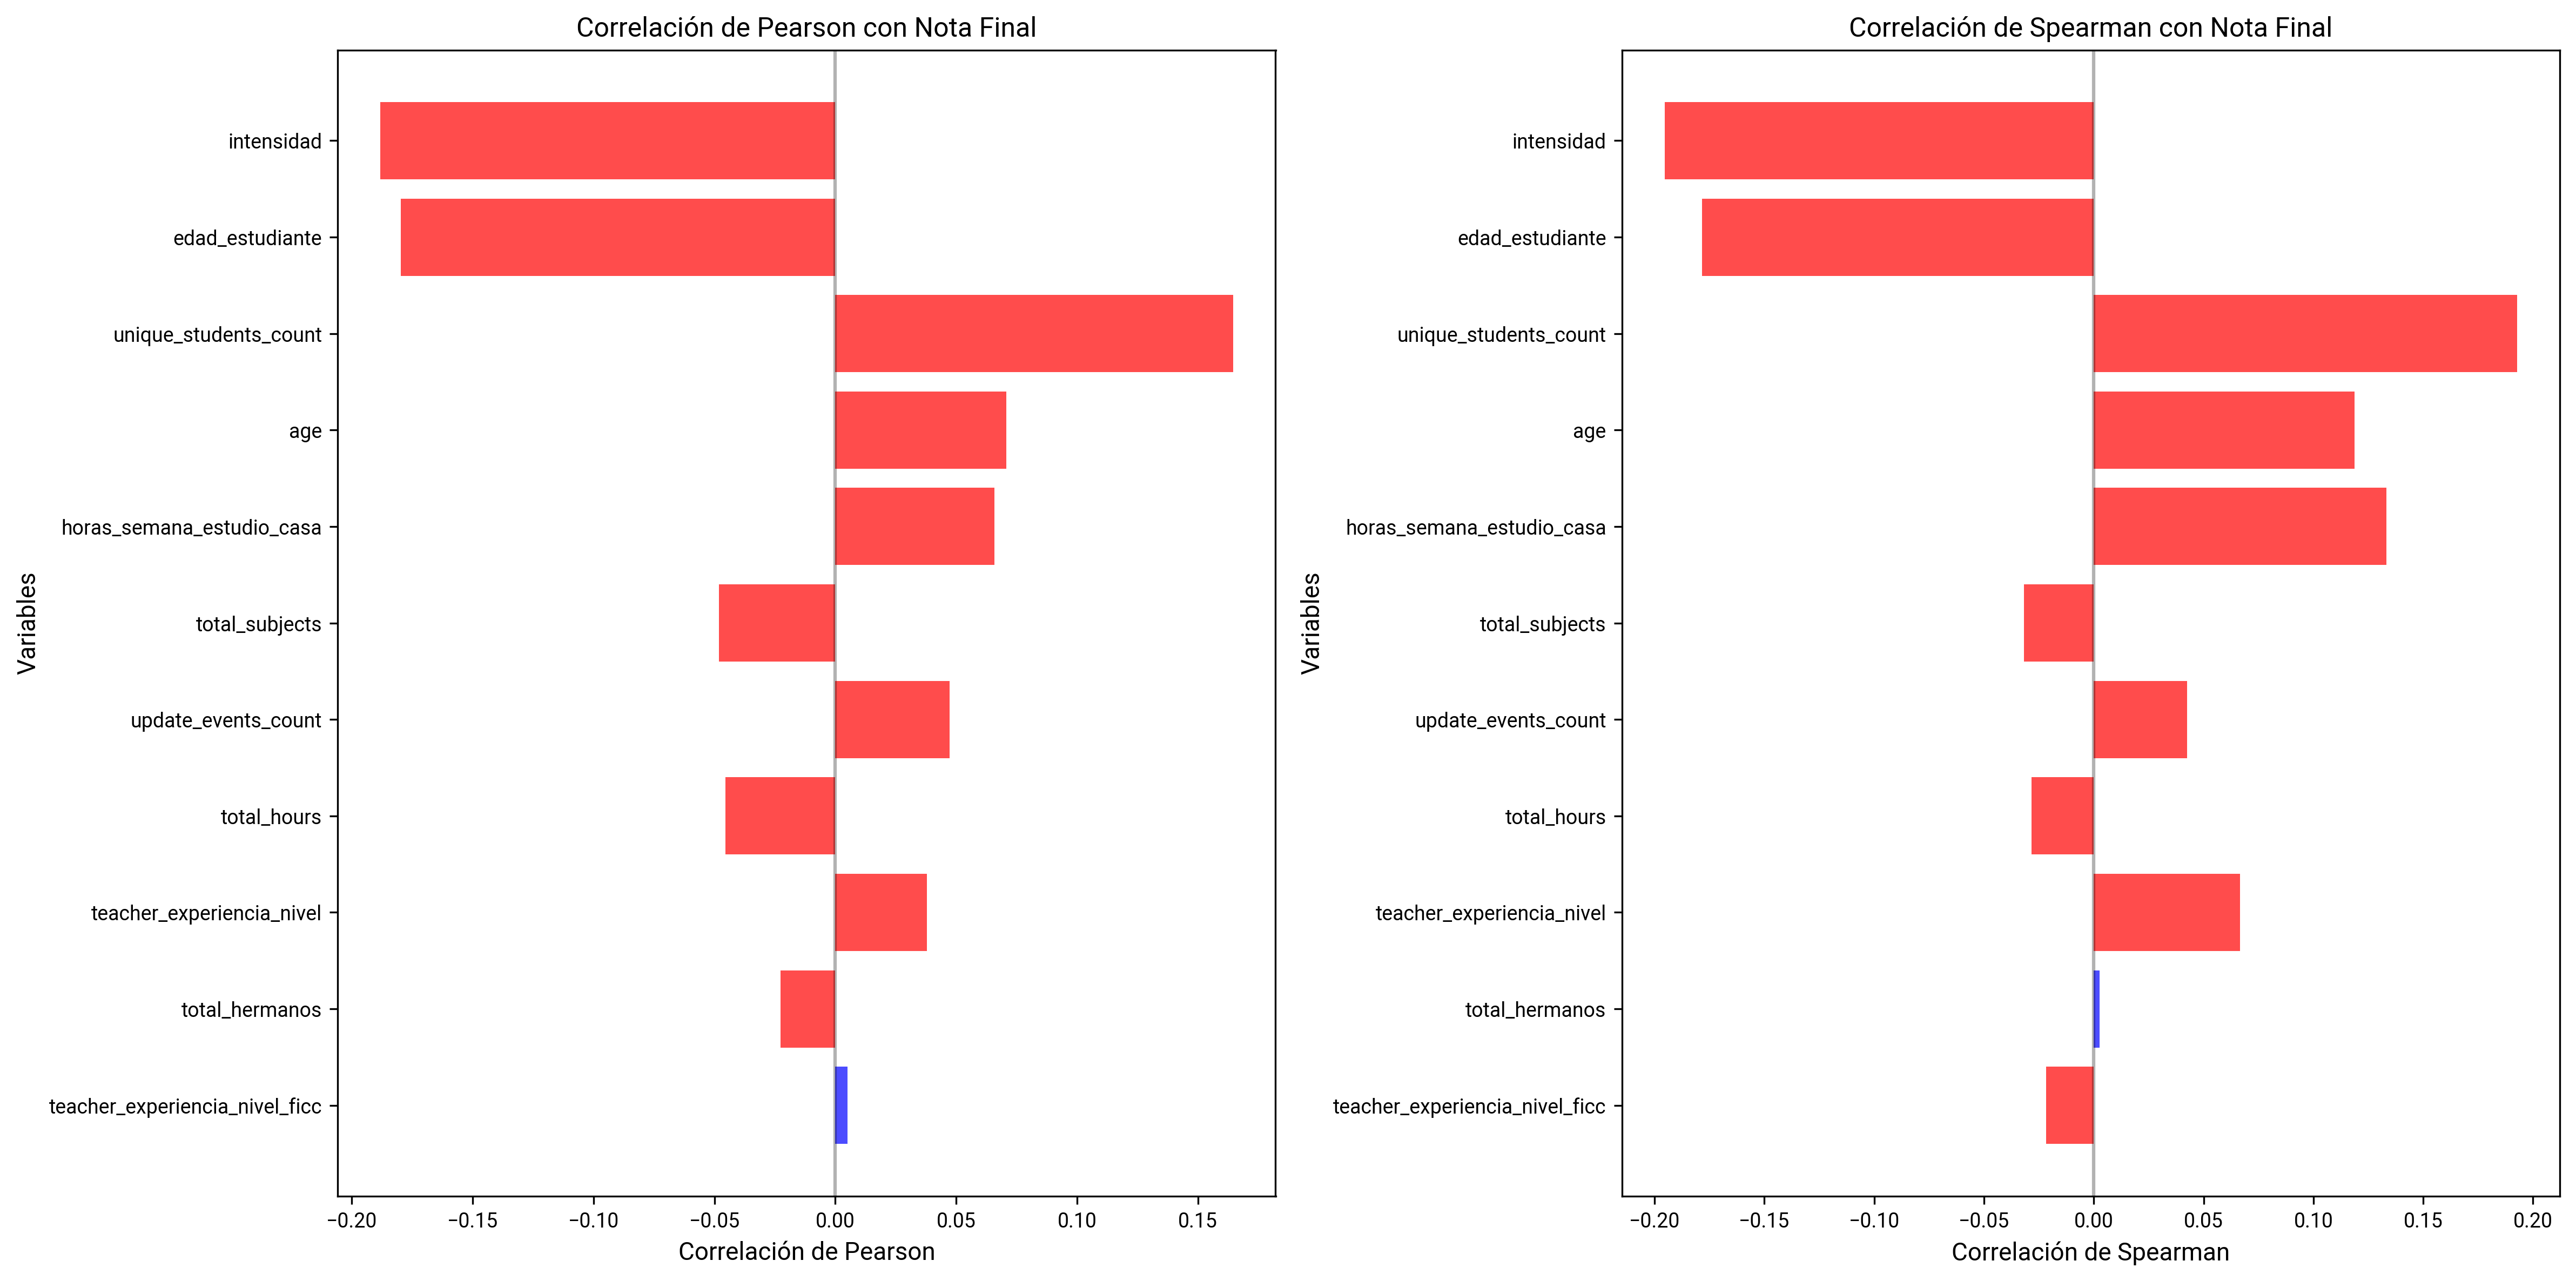 Correlación de Pearson con Nota Final
Variables
intensidad
edad_estudiante
unique_students_count
age
horas_semana_estudio_casa
total_subjects
update_events_count
total_hours
teacher_experiencia_nivel
total_hermanos
teacher_experiencia_nivel_ficc
−0.20 −0.15 −0.10 −0.05 0.00 0.05 0.10 0.15
Correlación de Pearson
Correlación de Spearman con Nota Final
Variables
intensidad
edad_estudiante
unique_students_count
age
horas_semana_estudio_casa
total_subjects
update_events_count
total_hours
teacher_experiencia_nivel
total_hermanos
teacher_experiencia_nivel_ficc
−0.20 −0.15 −0.10 −0.05 0.00 0.05 0.10 0.15 0.20
Correlación de Spearman